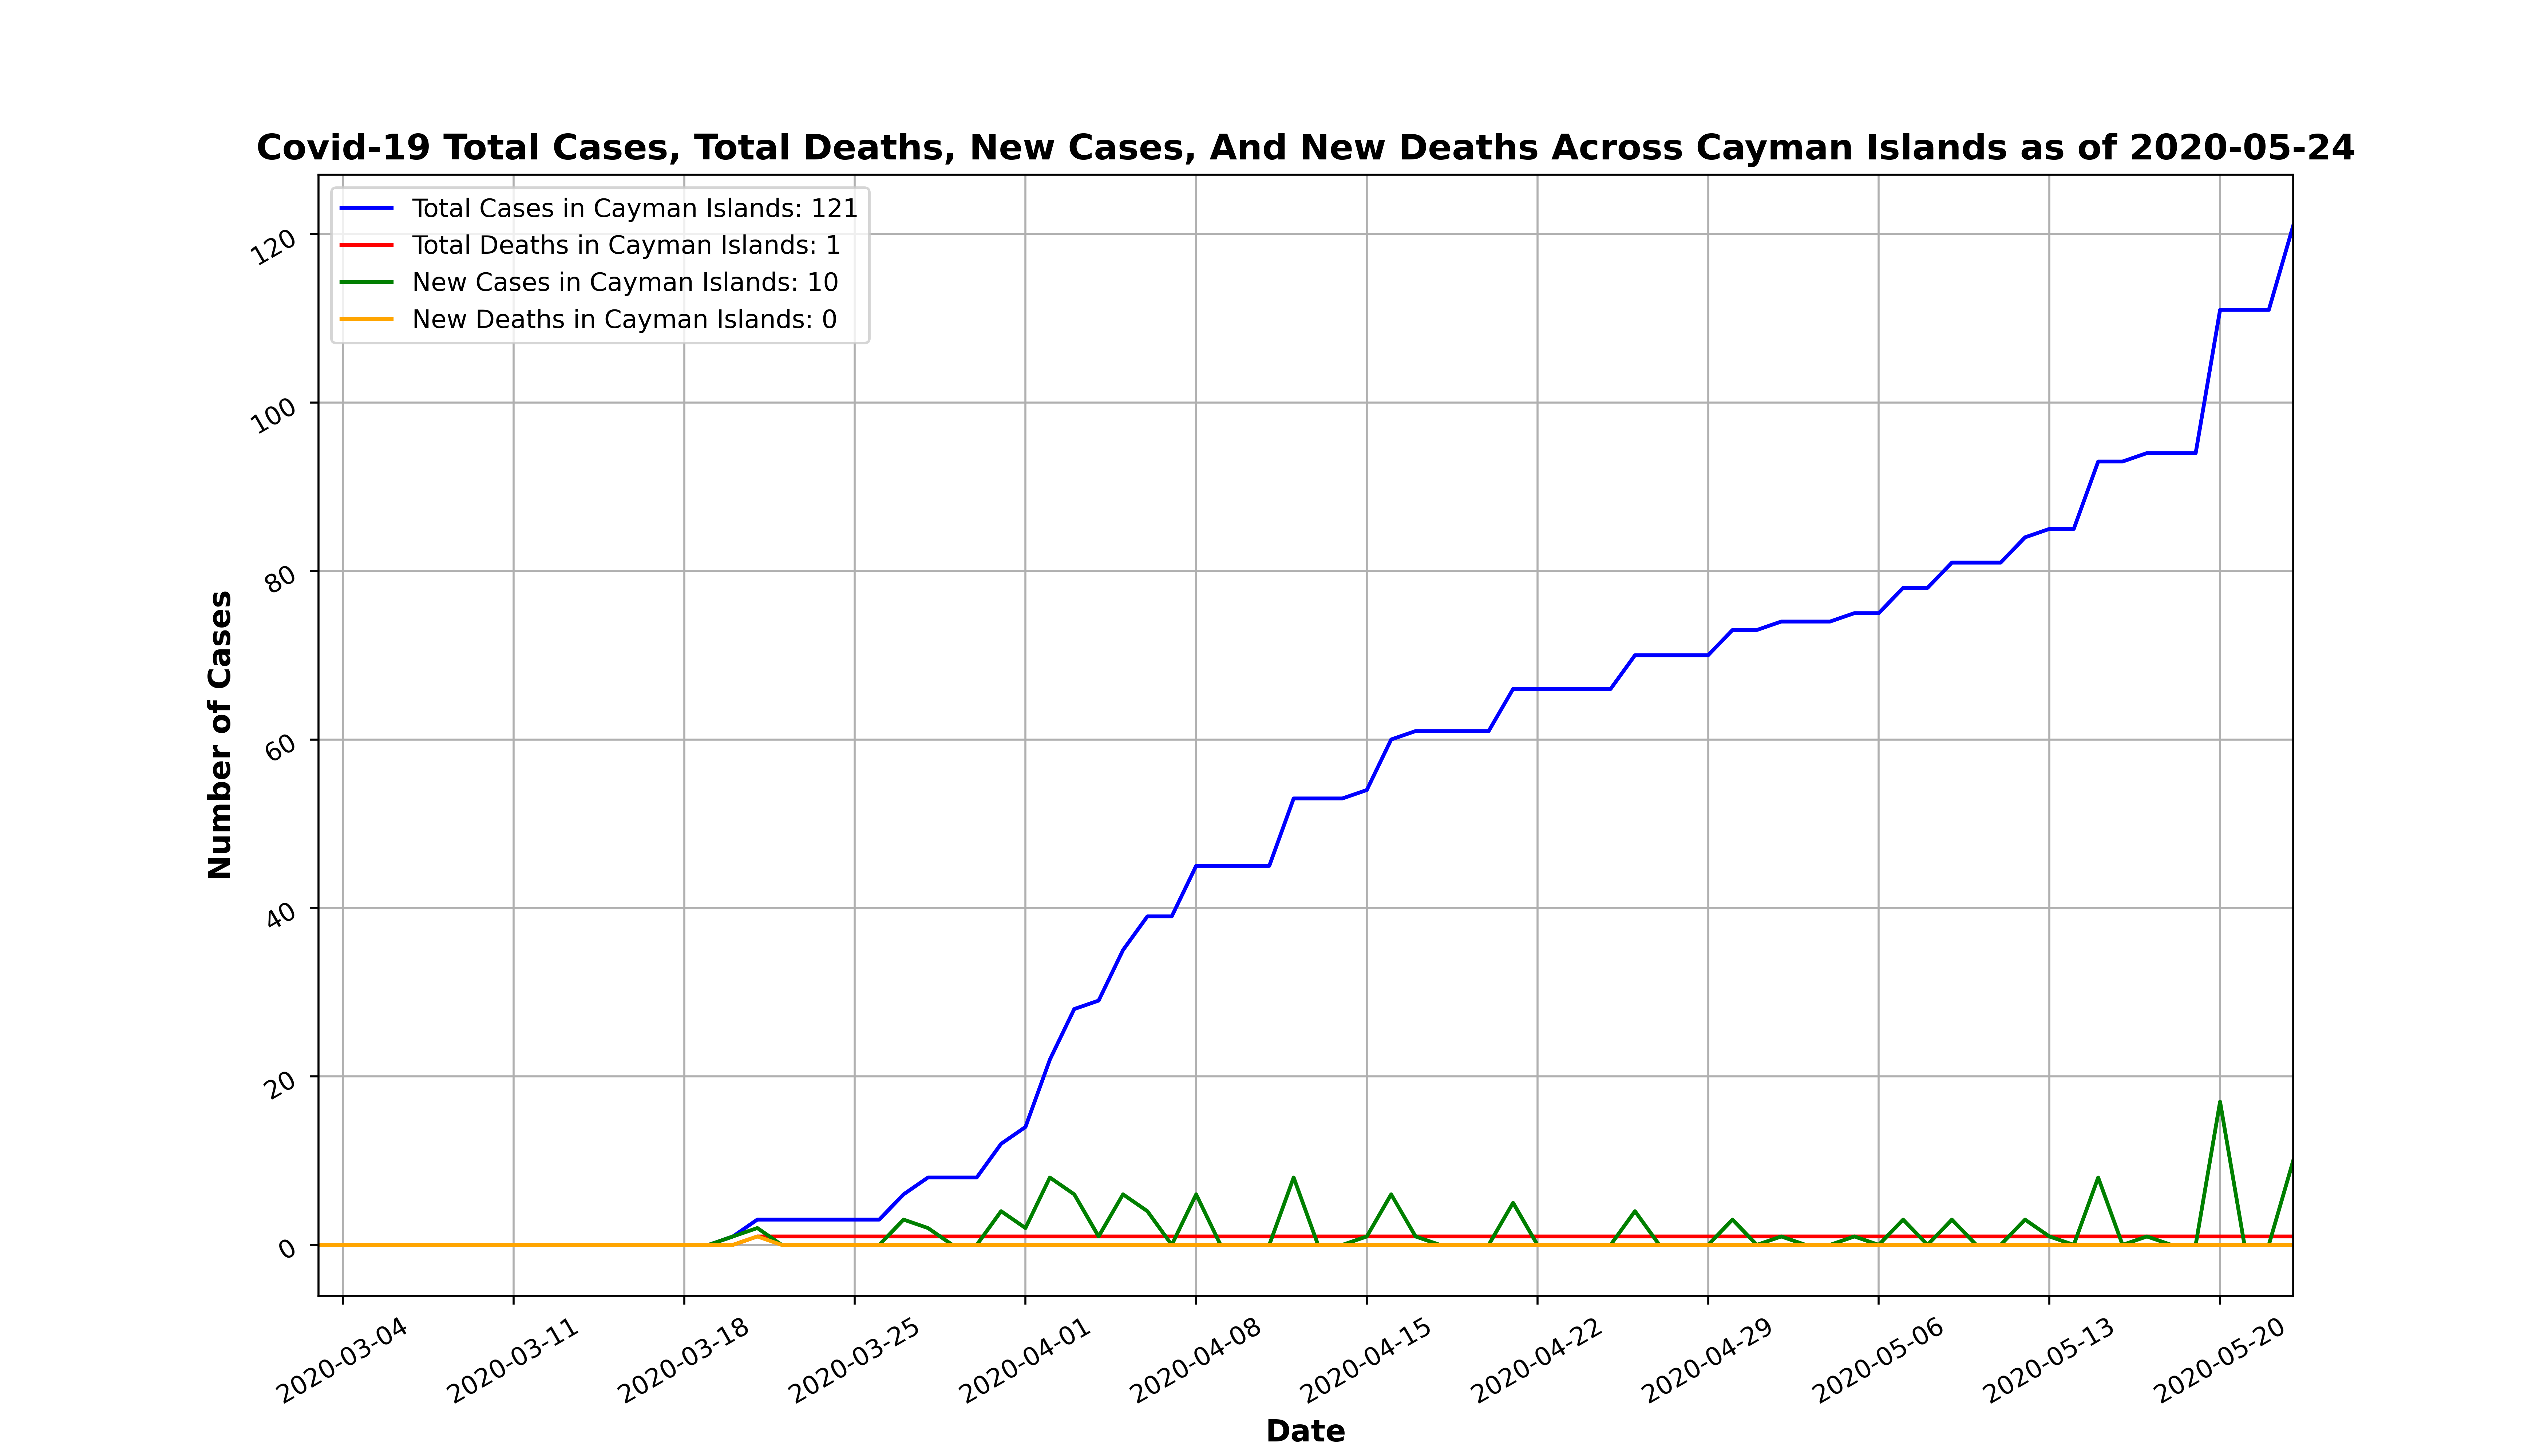 Covid-19 Total Cases, Total Deaths, New Cases, And New Deaths Across Cayman Islands as of 2020-05-24
Total Cases in Cayman Islands: 121
Total Deaths in Cayman Islands: 1
New Cases in Cayman Islands: 10
New Deaths in Cayman Islands: 0
Number of Cases
120
100
80
60
40
20
0
2020-03-04
2020-03-11
2020-03-18
2020-03-25
2020-04-01
2020-04-08
2020-04-15
2020-04-22
2020-04-29
2020-05-06
2020-05-13
2020-05-20
Date